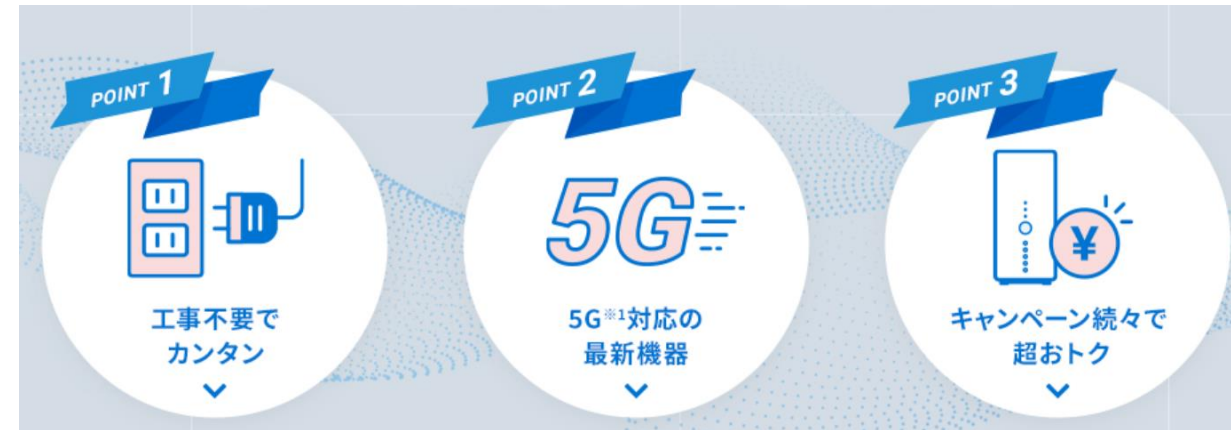 POINT 1
工事不要で
カンタン
POINT 2
5G
5G※1対応の
最新機器
POINT 3
¥
キャンペーン続々で
超おトク